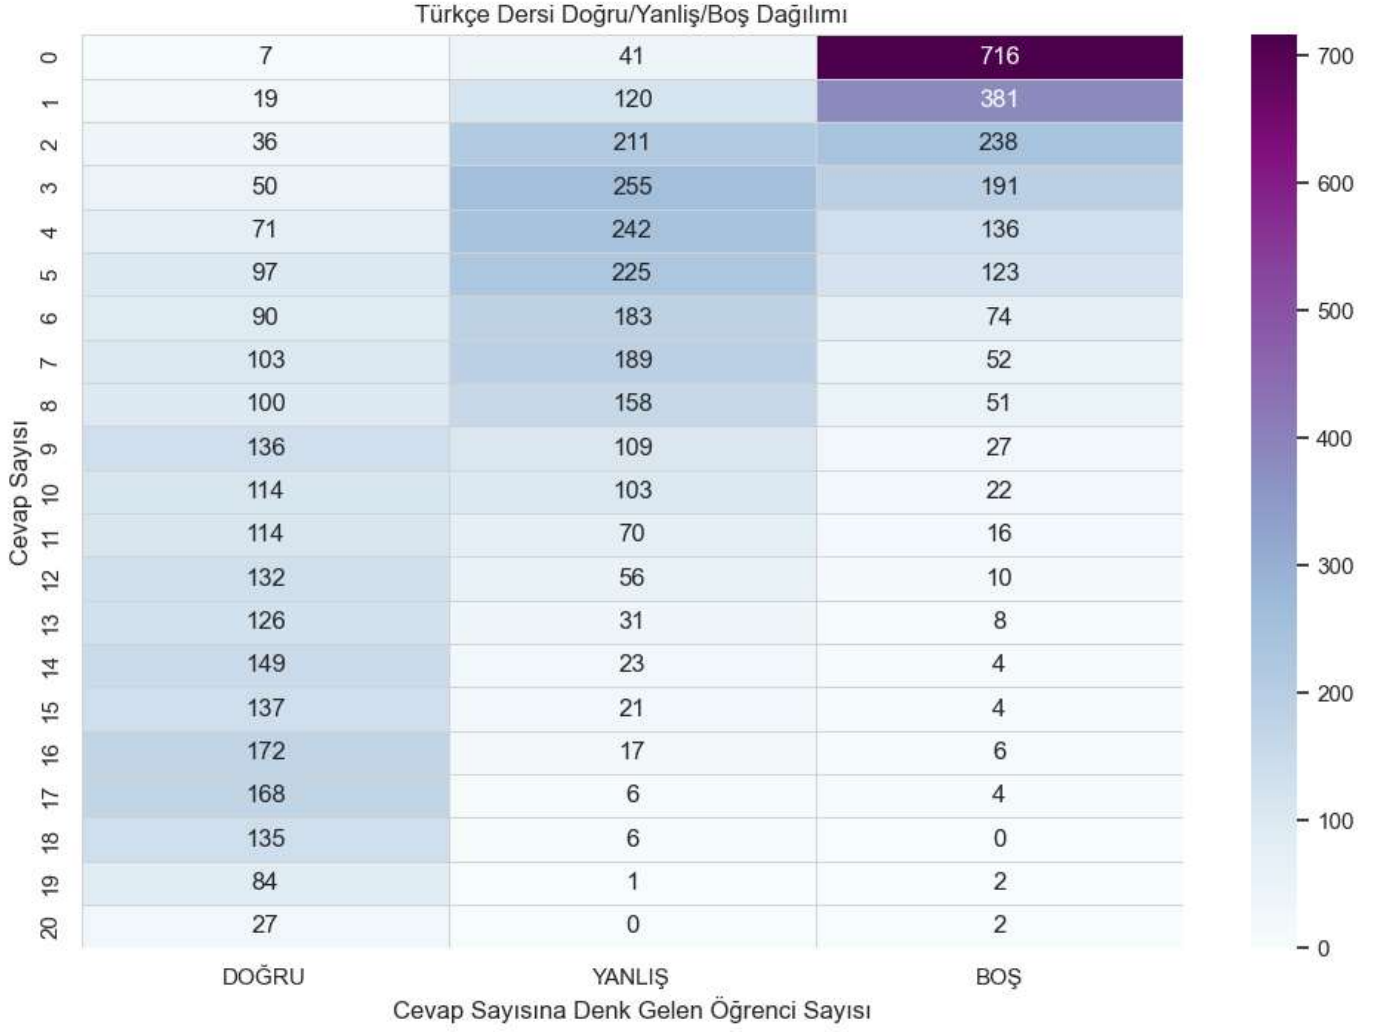 Türkçe Dersi Doğru/Yanliş/Boş Dağılımı
0 7 41 716
1 19 120 381
2 36 211 238
3 50 255 191
4 71 242 136
5 97 225 123
6 90 183 74
7 103 189 52
8 100 158 51
9 136 109 27
10 114 103 22
11 114 70 16
12 132 56 10
13 126 31 8
14 149 23 4
15 137 21 4
16 172 17 6
17 168 6 4
18 135 6 0
19 84 1 2
20 27 0 2
Cevap Sayısı
DOĞRU YANLIŞ BOŞ
Cevap Sayısına Denk Gelen Öğrenci Sayısı
700
600
500
400
300
200
100
0